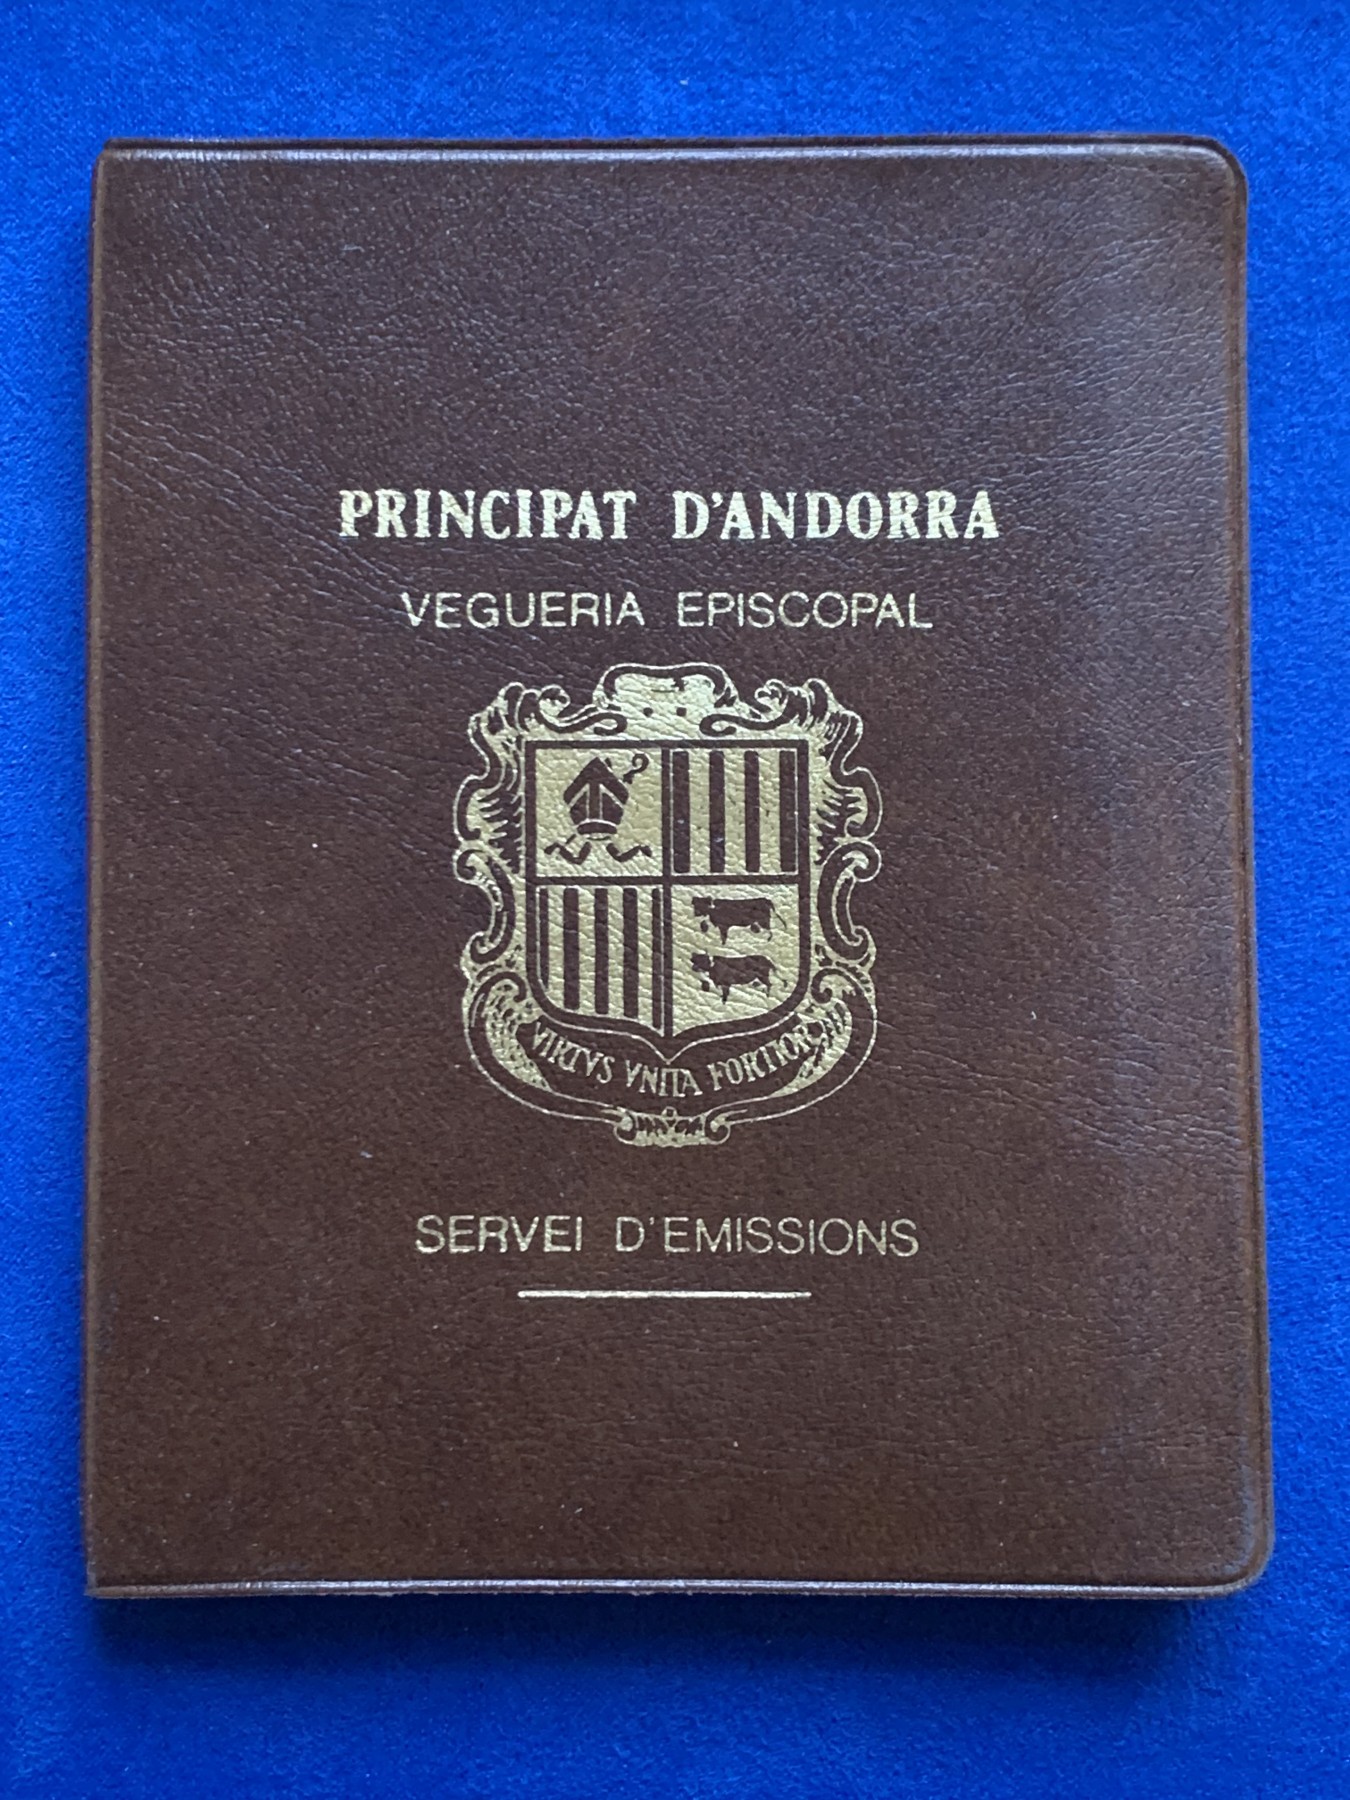 PRINCIPAT D'ANDORRA
VEGUERIA EPISCOPAL
VIRTVS VNITA FORTIOR
SERVEI D'EMISSIONS